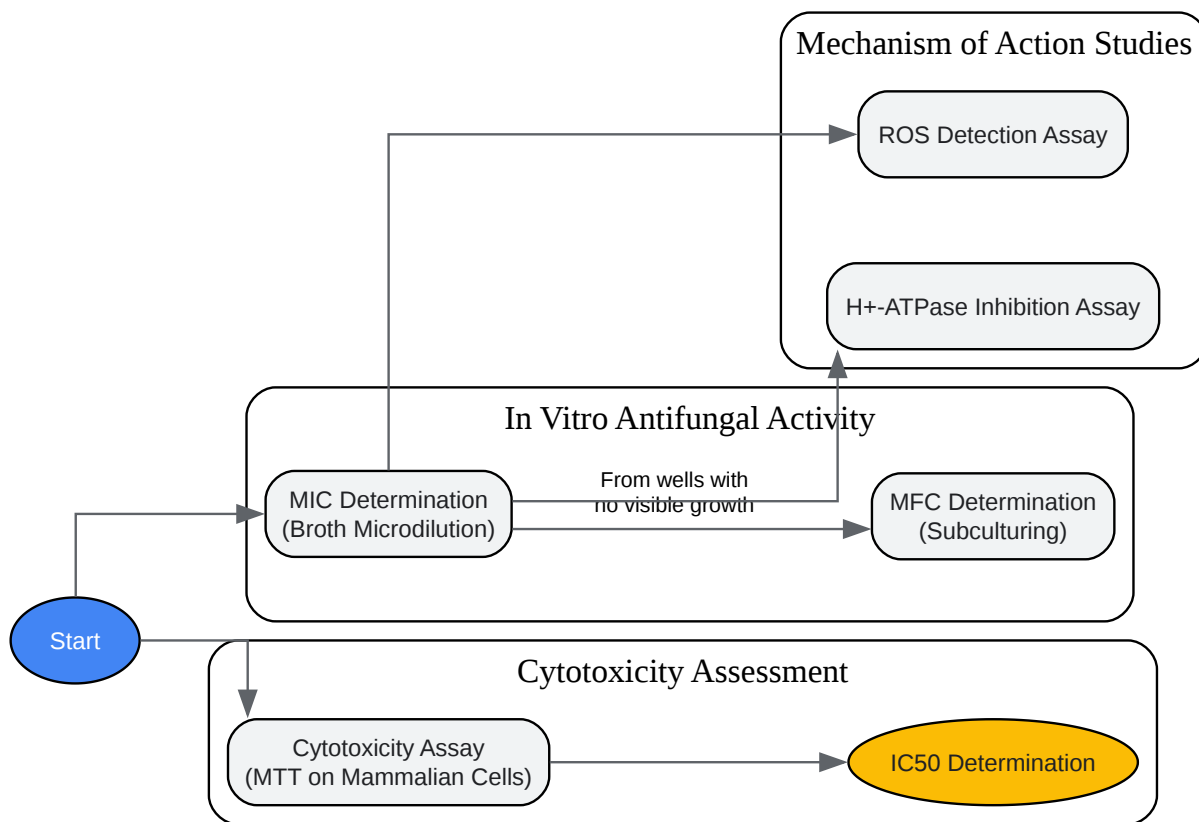 Mechanism of Action Studies
ROS Detection Assay
H+-ATPase Inhibition Assay
In Vitro Antifungal Activity
MIC Determination
(Broth Microdilution)
From wells with
no visible growth
MFC Determination
(Subculturing)
Start
Cytotoxicity Assessment
Cytotoxicity Assay
(MTT on Mammalian Cells)
IC50 Determination